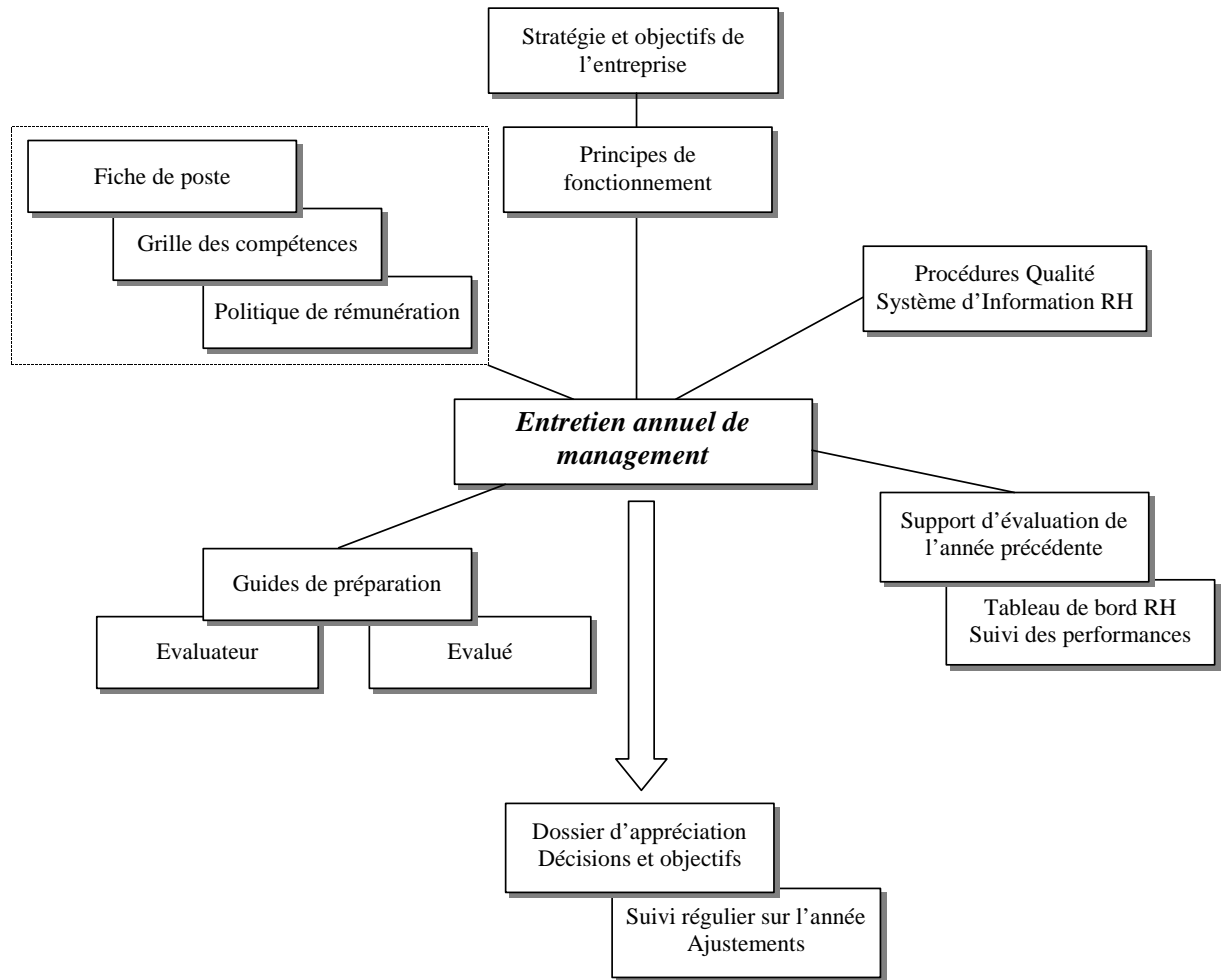 Stratégie et objectifs de
l’entreprise
Principes de
fonctionnement
Fiche de poste
Grille des compétences
Politique de rémunération
Procédures Qualité
Système d’Information RH
Entretien annuel de
management
Support d’évaluation de
l’année précédente
Tableau de bord RH
Suivi des performances
Guides de préparation
Evaluateur
Evalué
Dossier d’appréciation
Décisions et objectifs
Suivi régulier sur l’année
Ajustements